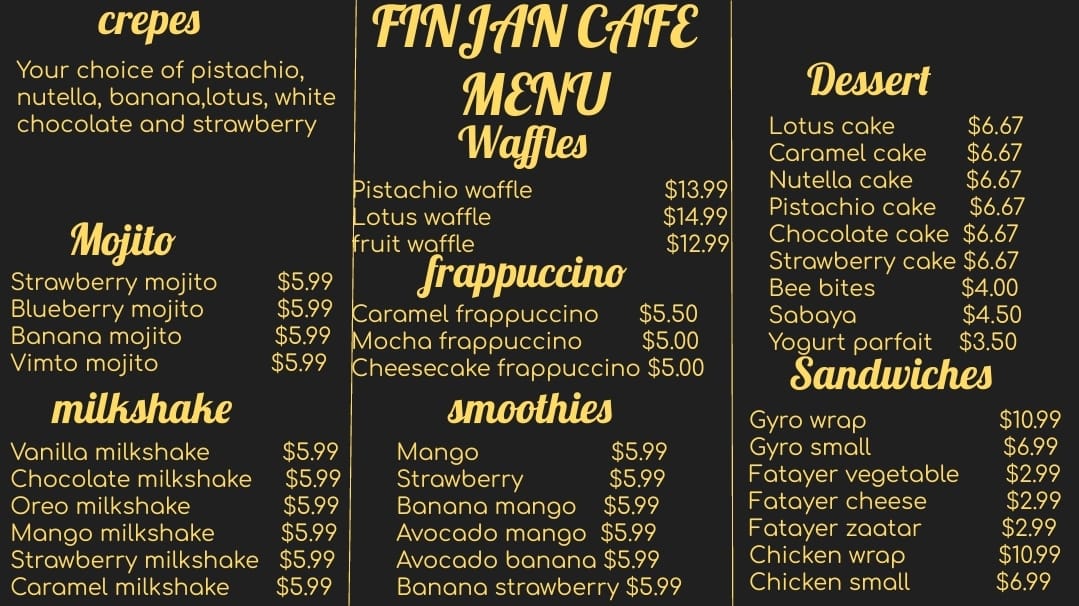 crepes
Your choice of pistachio,
nutella, banana,lotus, white
chocolate and strawberry
Mojito
Strawberry mojito $5.99
Blueberry mojito $5.99
Banana mojito $5.99
Vimto mojito $5.99
milkshake
Vanilla milkshake $5.99
Chocolate milkshake $5.99
Oreo milkshake $5.99
Mango milkshake $5.99
Strawberry milkshake $5.99
Caramel milkshake $5.99
FINJAN CAFE
MENU
Waffles
Pistachio waffle $13.99
Lotus waffle $14.99
fruit waffle $12.99
frappuccino
Caramel frappuccino $5.50
Mocha frappuccino $5.00
Cheesecake frappuccino $5.00
smoothies
Mango $5.99
Strawberry $5.99
Banana mango $5.99
Avocado mango $5.99
Avocado banana $5.99
Banana strawberry $5.99
Dessert
Lotus cake $6.67
Caramel cake $6.67
Nutella cake $6.67
Pistachio cake $6.67
Chocolate cake $6.67
Strawberry cake $6.67
Bee bites $4.00
Sabaya $4.50
Yogurt parfait $3.50
Sandwiches
Gyro wrap $10.99
Gyro small $6.99
Fatayer vegetable $2.99
Fatayer cheese $2.99
Fatayer zaatar $2.99
Chicken wrap $10.99
Chicken small $6.99